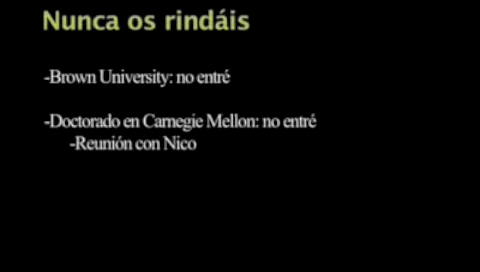 Nunca os rindáis
-Brown University: no entré
-Doctorado en Carnegie Mellon: no entré
-Reunión con Nico